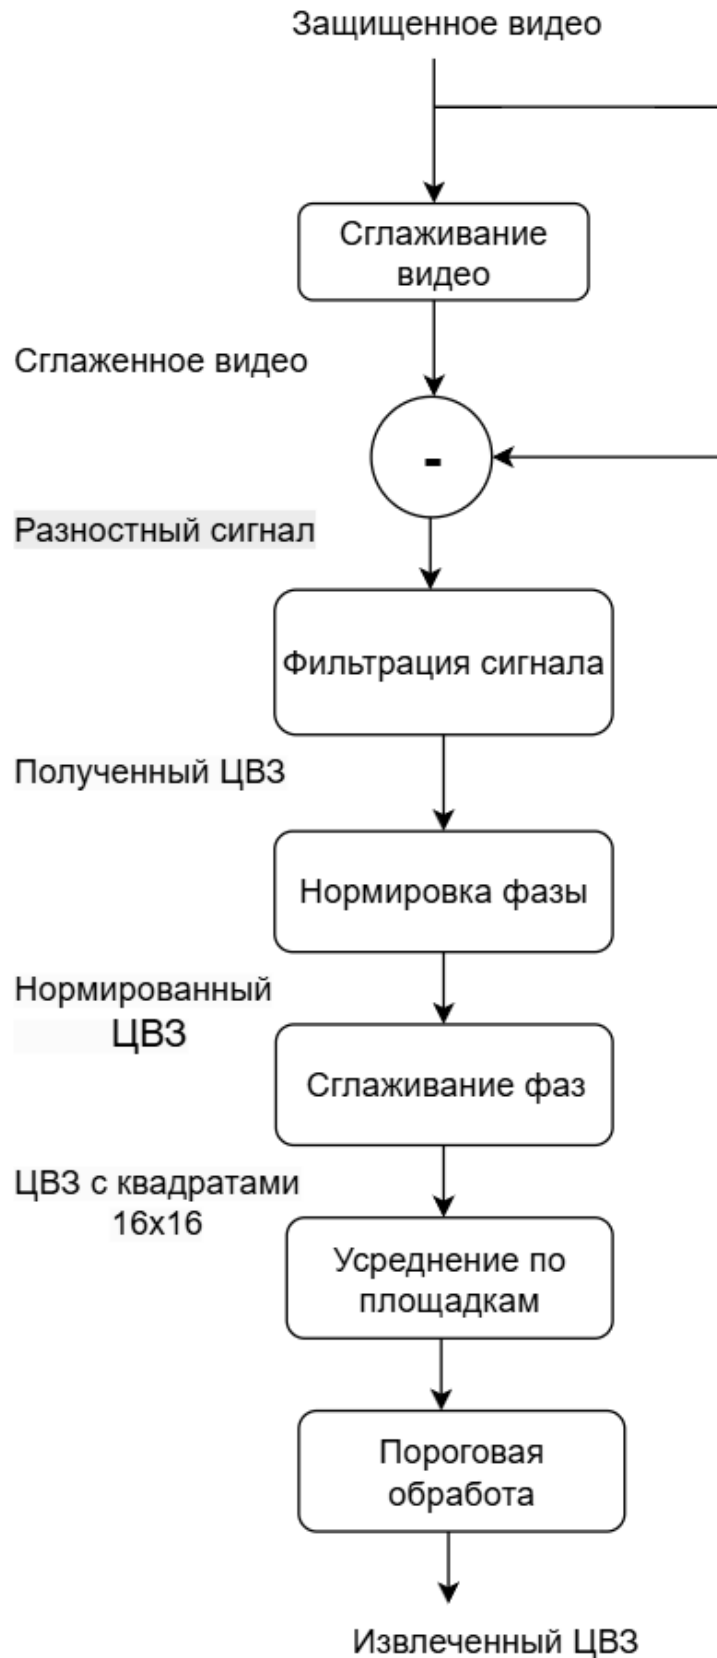 Защищенное видео
Сглаживание
видео
Сглаженное видео
-
Разностный сигнал
Фильтрация сигнала
Полученный ЦВЗ
Нормировка фазы
Нормированный
ЦВЗ
Сглаживание фаз
ЦВЗ с квадратами
16х16
Усреднение по
площадкам
Пороговая
обработа
Извлеченный ЦВЗ